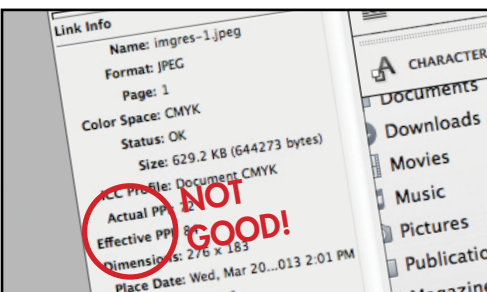 Link Info
Name: imgres-1.jpeg
Format: JPEG
Page: 1
Color Space: CMYK
Status: OK
Size: 629.2 KB (644273 bytes)
ICC Profile: Document CMYK
Actual PPI: 72
Effective PPI:
Dimensions: 276 x 183
Place Date: Wed, Mar 20...013 2:01 PM
NOT
GOOD!
CHARACTER
Documents
Downloads
Movies
Music
Pictures